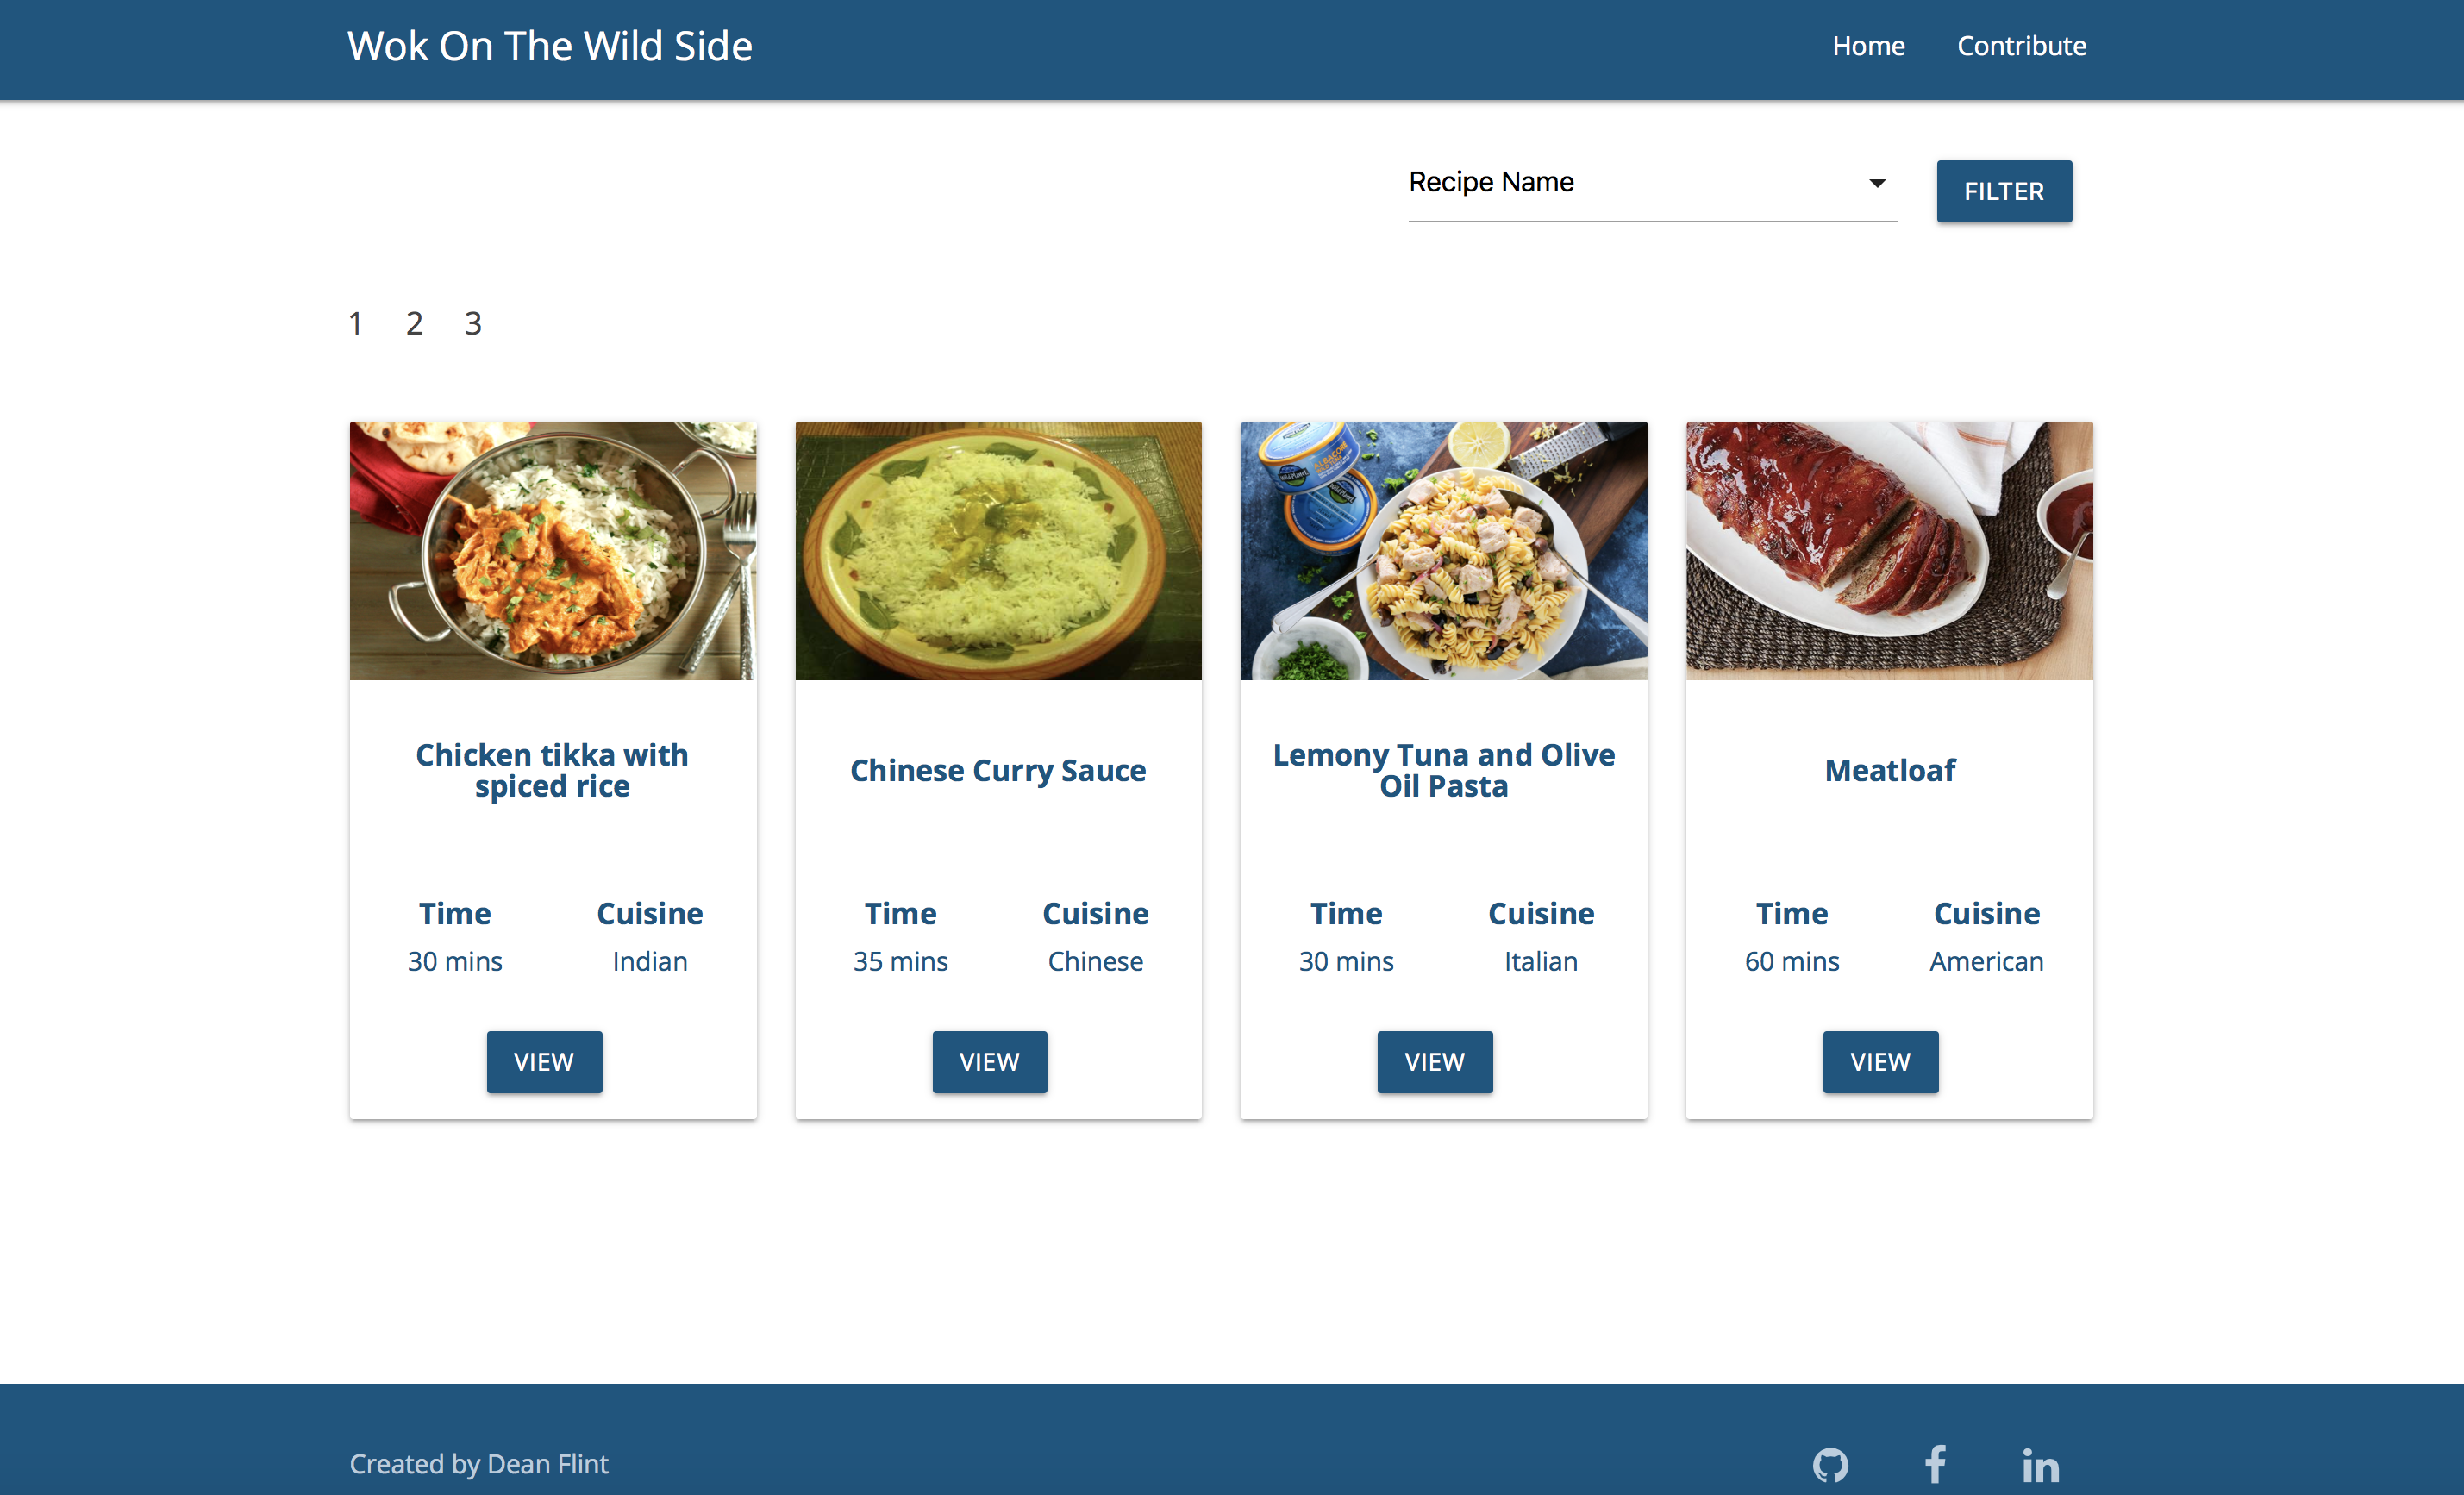 Wok On The Wild Side
Home Contribute
Recipe Name
FILTER
1 2 3
ALBACORE
Chicken tikka with
spiced rice
Chinese Curry Sauce
Lemony Tuna and Olive
Oil Pasta
Meatloaf
Time Cuisine
30 mins Indian
Time Cuisine
35 mins Chinese
Time Cuisine
30 mins Italian
Time Cuisine
60 mins American
VIEW
VIEW
VIEW
VIEW
Created by Dean Flint